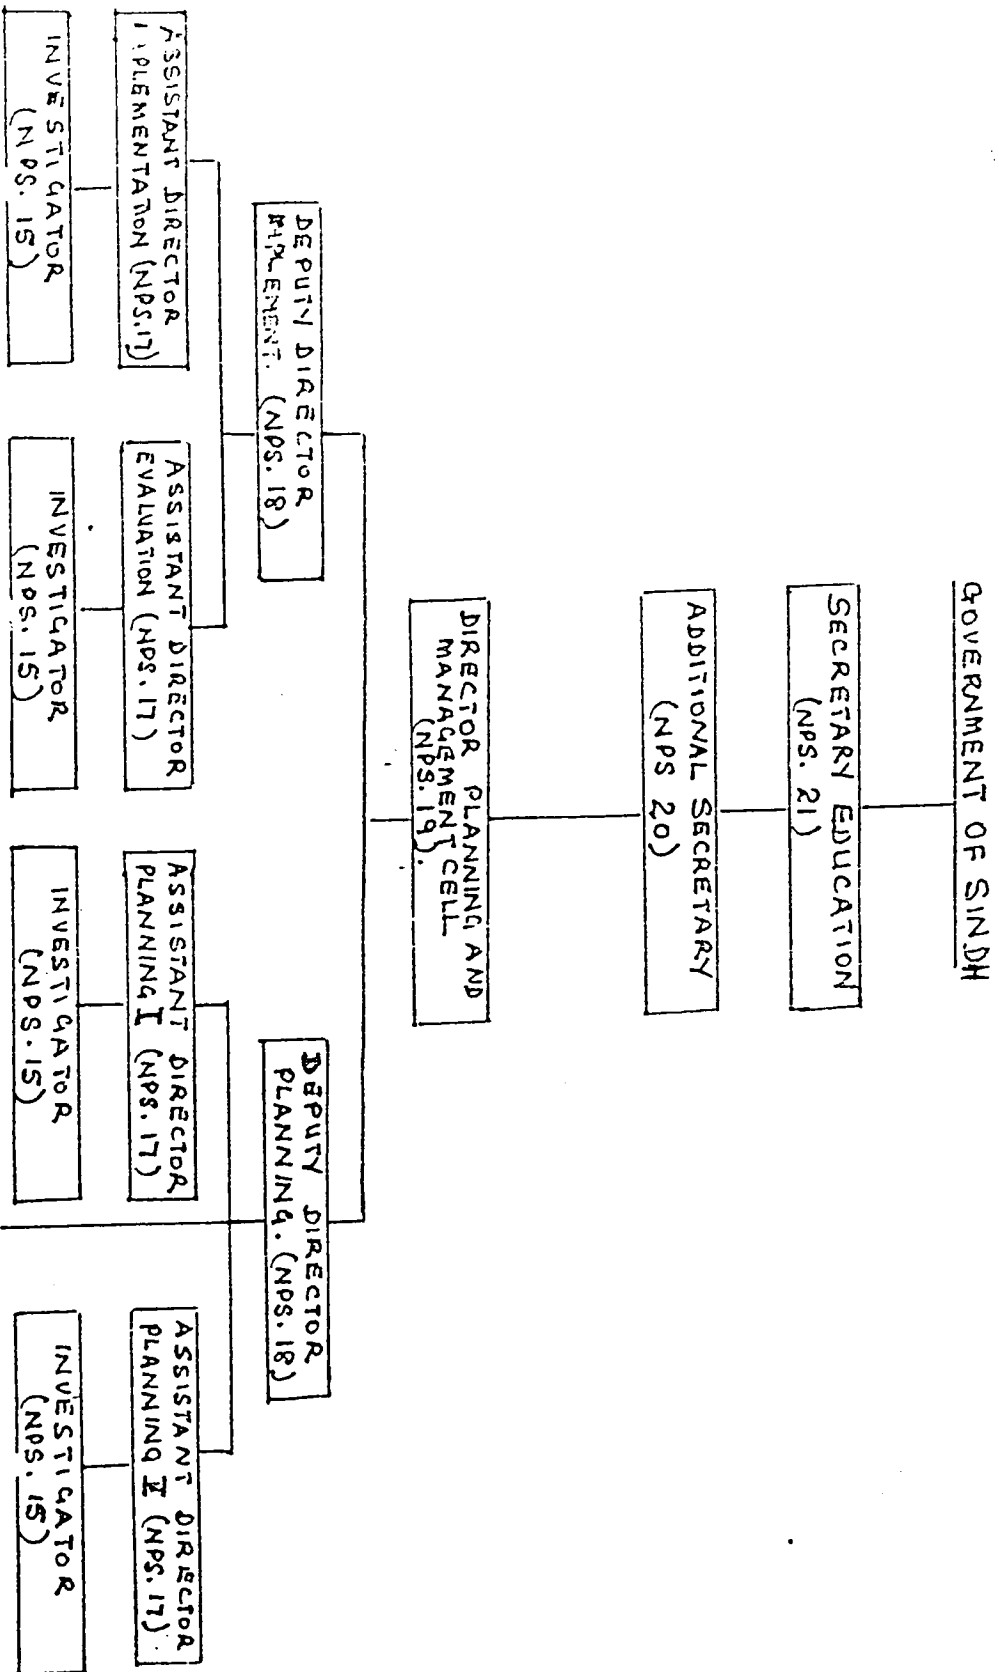 GOVERNMENT OF SINDH
SECRETARY EDUCATION
(NPS. 21)
ADDITIONAL SECRETARY
(NPS 20)
DIRECTOR PLANNING AND
MANAGEMENT CELL
(NPS. 19).
DEPUTY DIRECTOR
IMPLEMENT. (NPS. 18)
DEPUTY DIRECTOR
PLANNING. (NPS. 18)
ASSISTANT DIRECTOR
IMPLEMENTATION (NPS. 17)
ASSISTANT DIRECTOR
EVALUATION (NPS. 17)
ASSISTANT DIRECTOR
PLANNING I (NPS. 17)
ASSISTANT DIRECTOR
PLANNING II (NPS. 17).
INVESTIGATOR
(NPS. 15)
INVESTIGATOR
(NPS. 15)
INVESTIGATOR
(NPS. 15)
INVESTIGATOR
(NPS. 15)